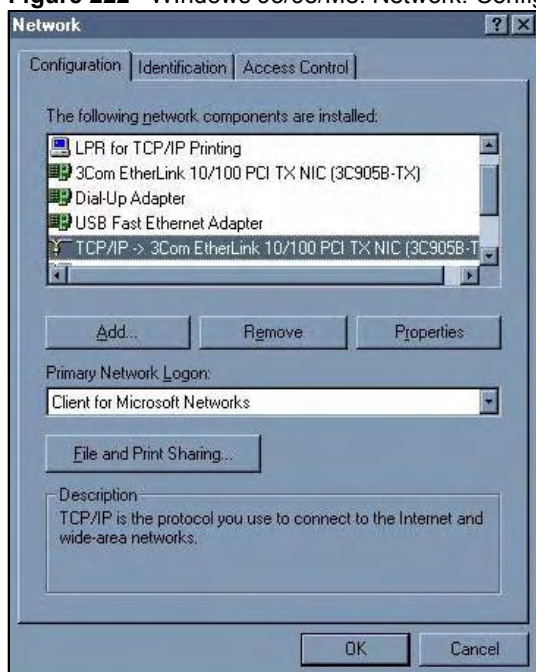 Figure 222 Windows 95/98/Me: Network: Config
Network
Configuration Identification Access Control
The following network components are installed:
LPR for TCP/IP Printing
3Com EtherLink 10/100 PCI TX NIC (3C905B-TX)
Dial-Up Adapter
USB Fast Ethernet Adapter
TCP/IP -> 3Com EtherLink 10/100 PCI TX NIC (3C905B-T
Add... Remove Properties
Primary Network Logon:
Client for Microsoft Networks
File and Print Sharing...
Description
TCP/IP is the protocol you use to connect to the Internet and
wide-area networks.
OK Cancel